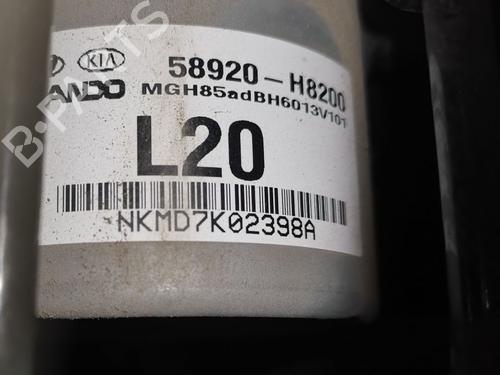 KIA 58920-H8200
ANDO MGH85adBH6013V101
L20
NKMD7K02398A
B-PARTS